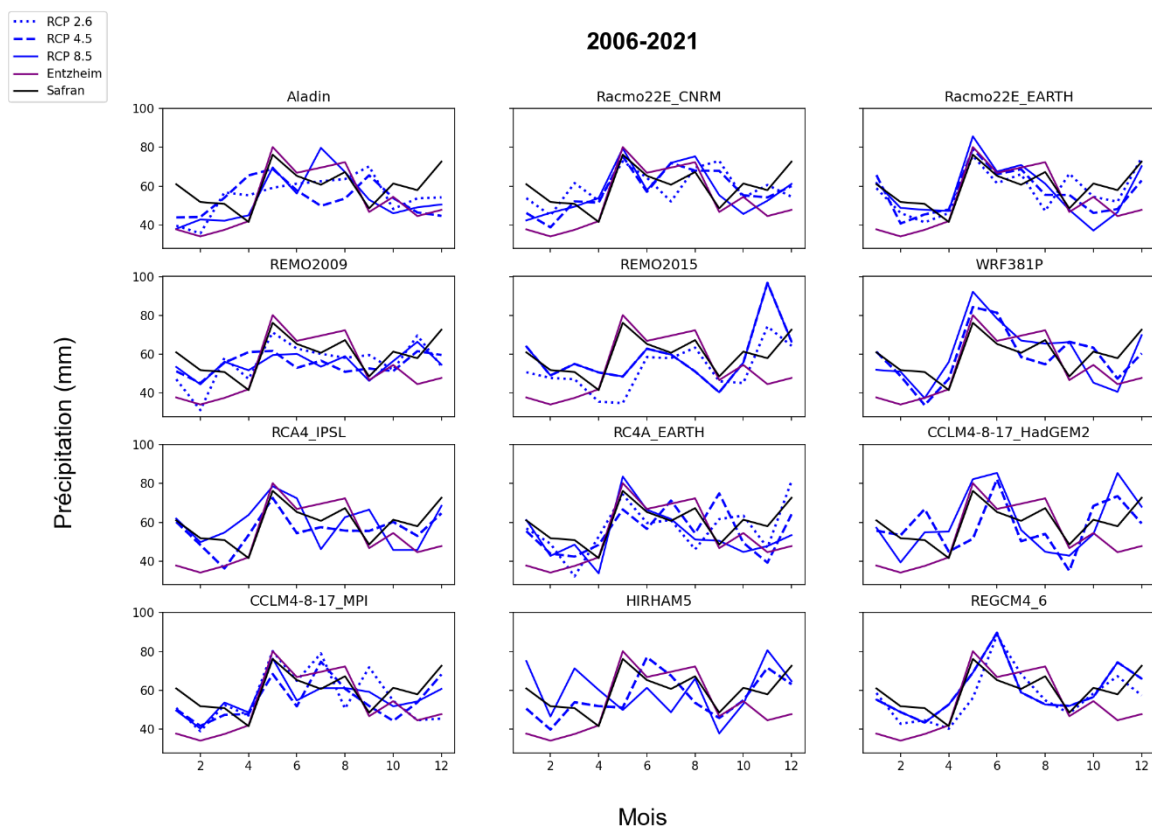 RCP 2.6
RCP 4.5
RCP 8.5
Entzheim
Safran
2006-2021
Aladin
Racmo22E_CNRM
Racmo22E_EARTH
100
80
60
40
REMO2009
REMO2015
WRF381P
100
80
60
40
RCA4_IPSL
RC4A_EARTH
CCLM4-8-17_HadGEM2
100
80
60
40
CCLM4-8-17_MPI
HIRHAM5
REGCM4_6
100
80
60
40
2 4 6 8 10 12
2 4 6 8 10 12
2 4 6 8 10 12
Précipitation (mm)
Mois